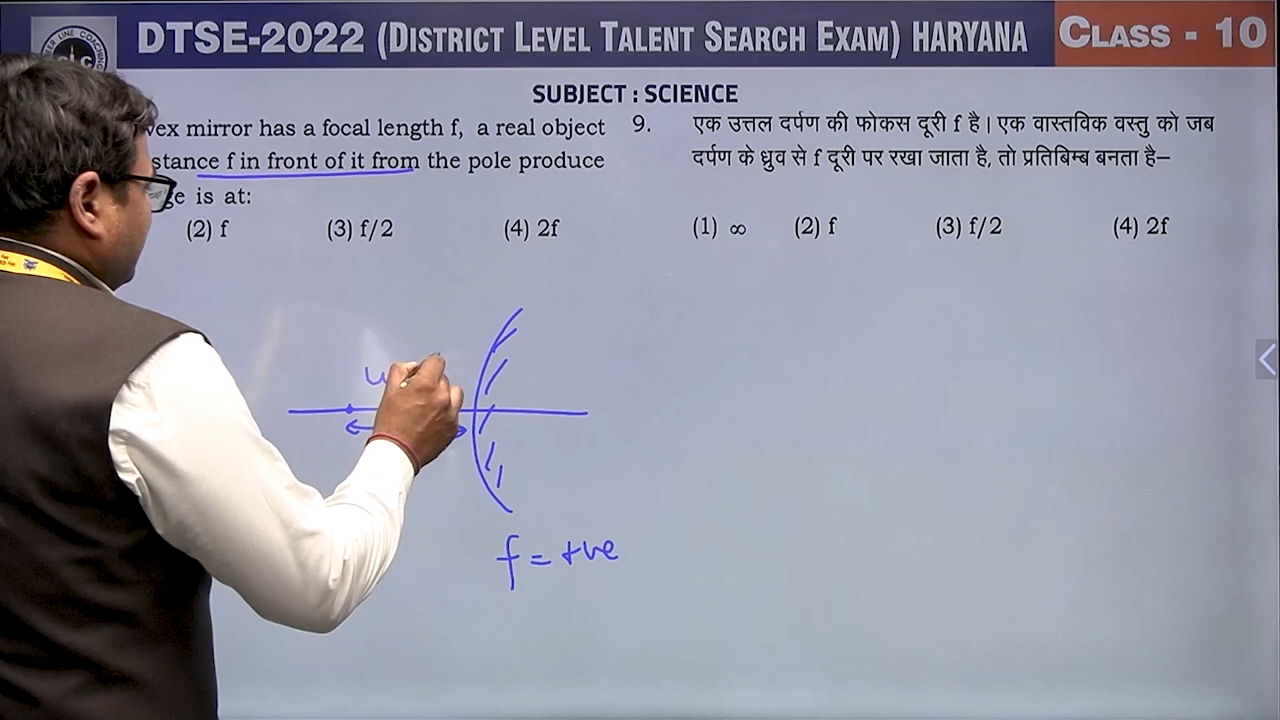 DTSE-2022 (DISTRICT LEVEL TALENT SEARCH EXAM) HARYANA
CLASS - 10
SUBJECT : SCIENCE
mirror has a focal length f, a real object
f in front of it from the pole produce
is at:
(2) f (3) f/2 (4) 2f
9. एक उत्तल दर्पण की फोकस दूरी f है। एक वास्तविक वस्तु को जब
दर्पण के ध्रुव से f दूरी पर रखा जाता है, तो प्रतिबिम्ब बनता है–
(1) ∞ (2) f (3) f/2 (4) 2f
u
f = +ve